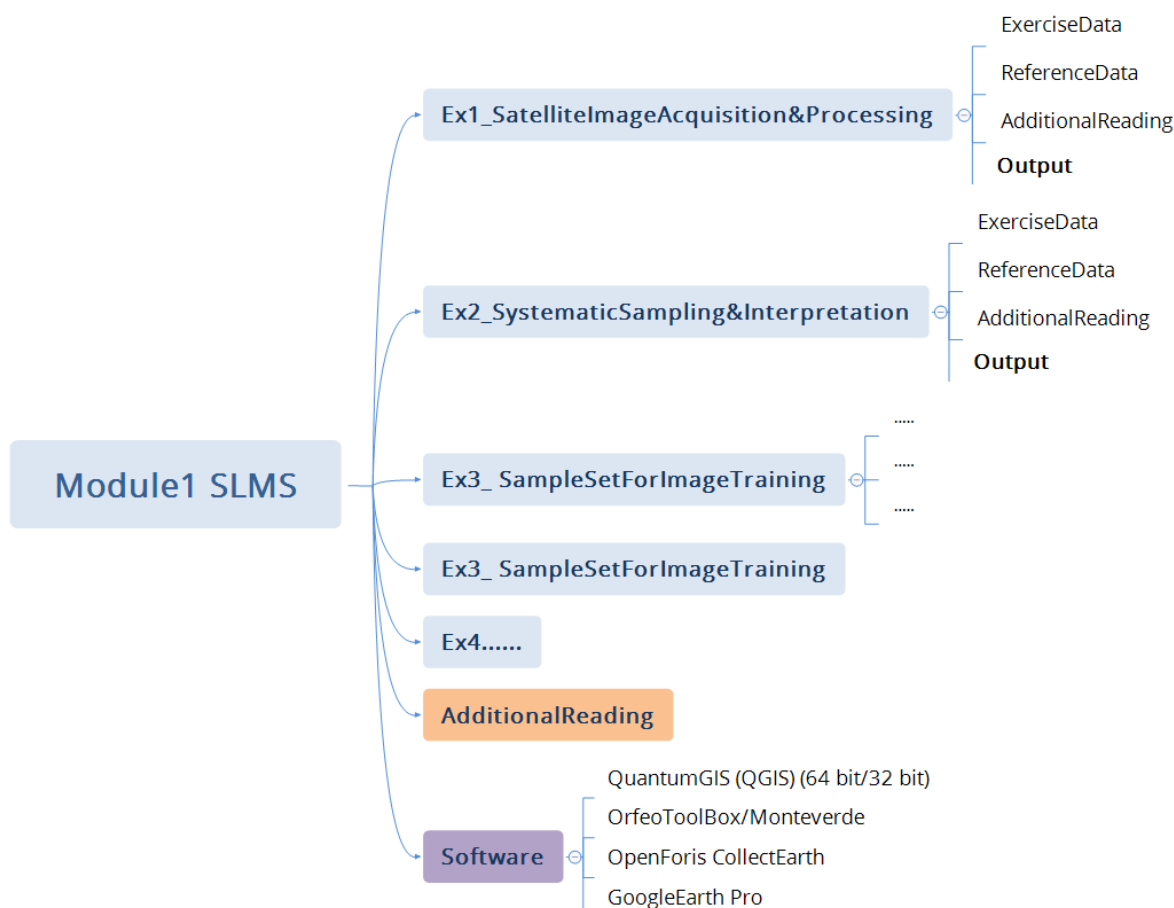 Module1 SLMS
Ex1_SatelliteImageAcquisition&Processing
ExerciseData
ReferenceData
AdditionalReading
Output
Ex2_SystematicSampling&Interpretation
ExerciseData
ReferenceData
AdditionalReading
Output
Ex3_ SampleSetForImageTraining
.....
.....
.....
Ex3_ SampleSetForImageTraining
Ex4......
AdditionalReading
Software
QuantumGIS (QGIS) (64 bit/32 bit)
OrfeoToolBox/Monteverde
OpenForis CollectEarth
GoogleEarth Pro